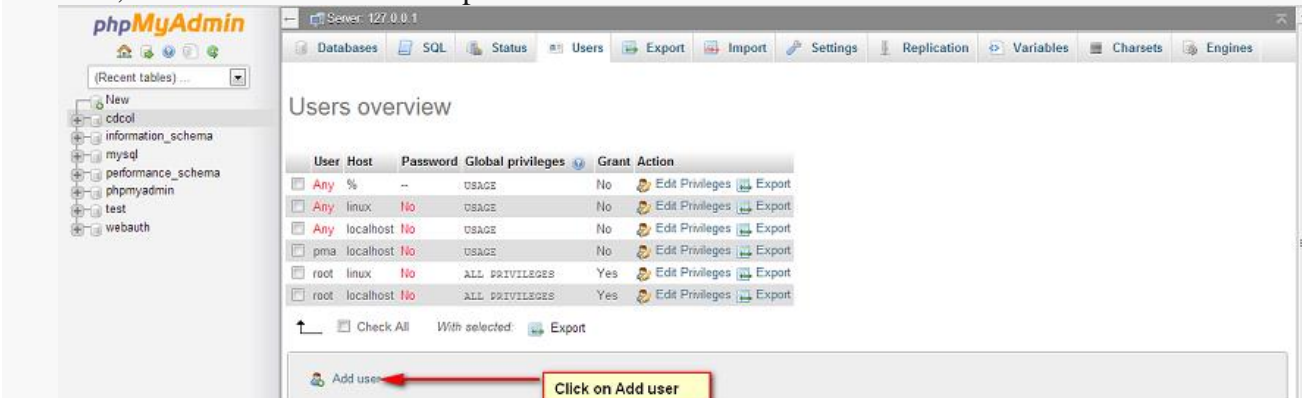 phpMyAdmin
(Recent tables) ...
New
cdcol
information_schema
mysql
performance_schema
phpmyadmin
test
webauth
Server: 127.0.0.1
Databases SQL Status Users Export Import Settings Replication Variables Charsets Engines
Users overview
User Host Password Global privileges Grant Action
Any % -- USAGE No Edit Privileges Export
Any linux No USAGE No Edit Privileges Export
Any localhost No USAGE No Edit Privileges Export
pma localhost No USAGE No Edit Privileges Export
root linux No ALL PRIVILEGES Yes Edit Privileges Export
root localhost No ALL PRIVILEGES Yes Edit Privileges Export
Check All With selected: Export
Add user
Click on Add user